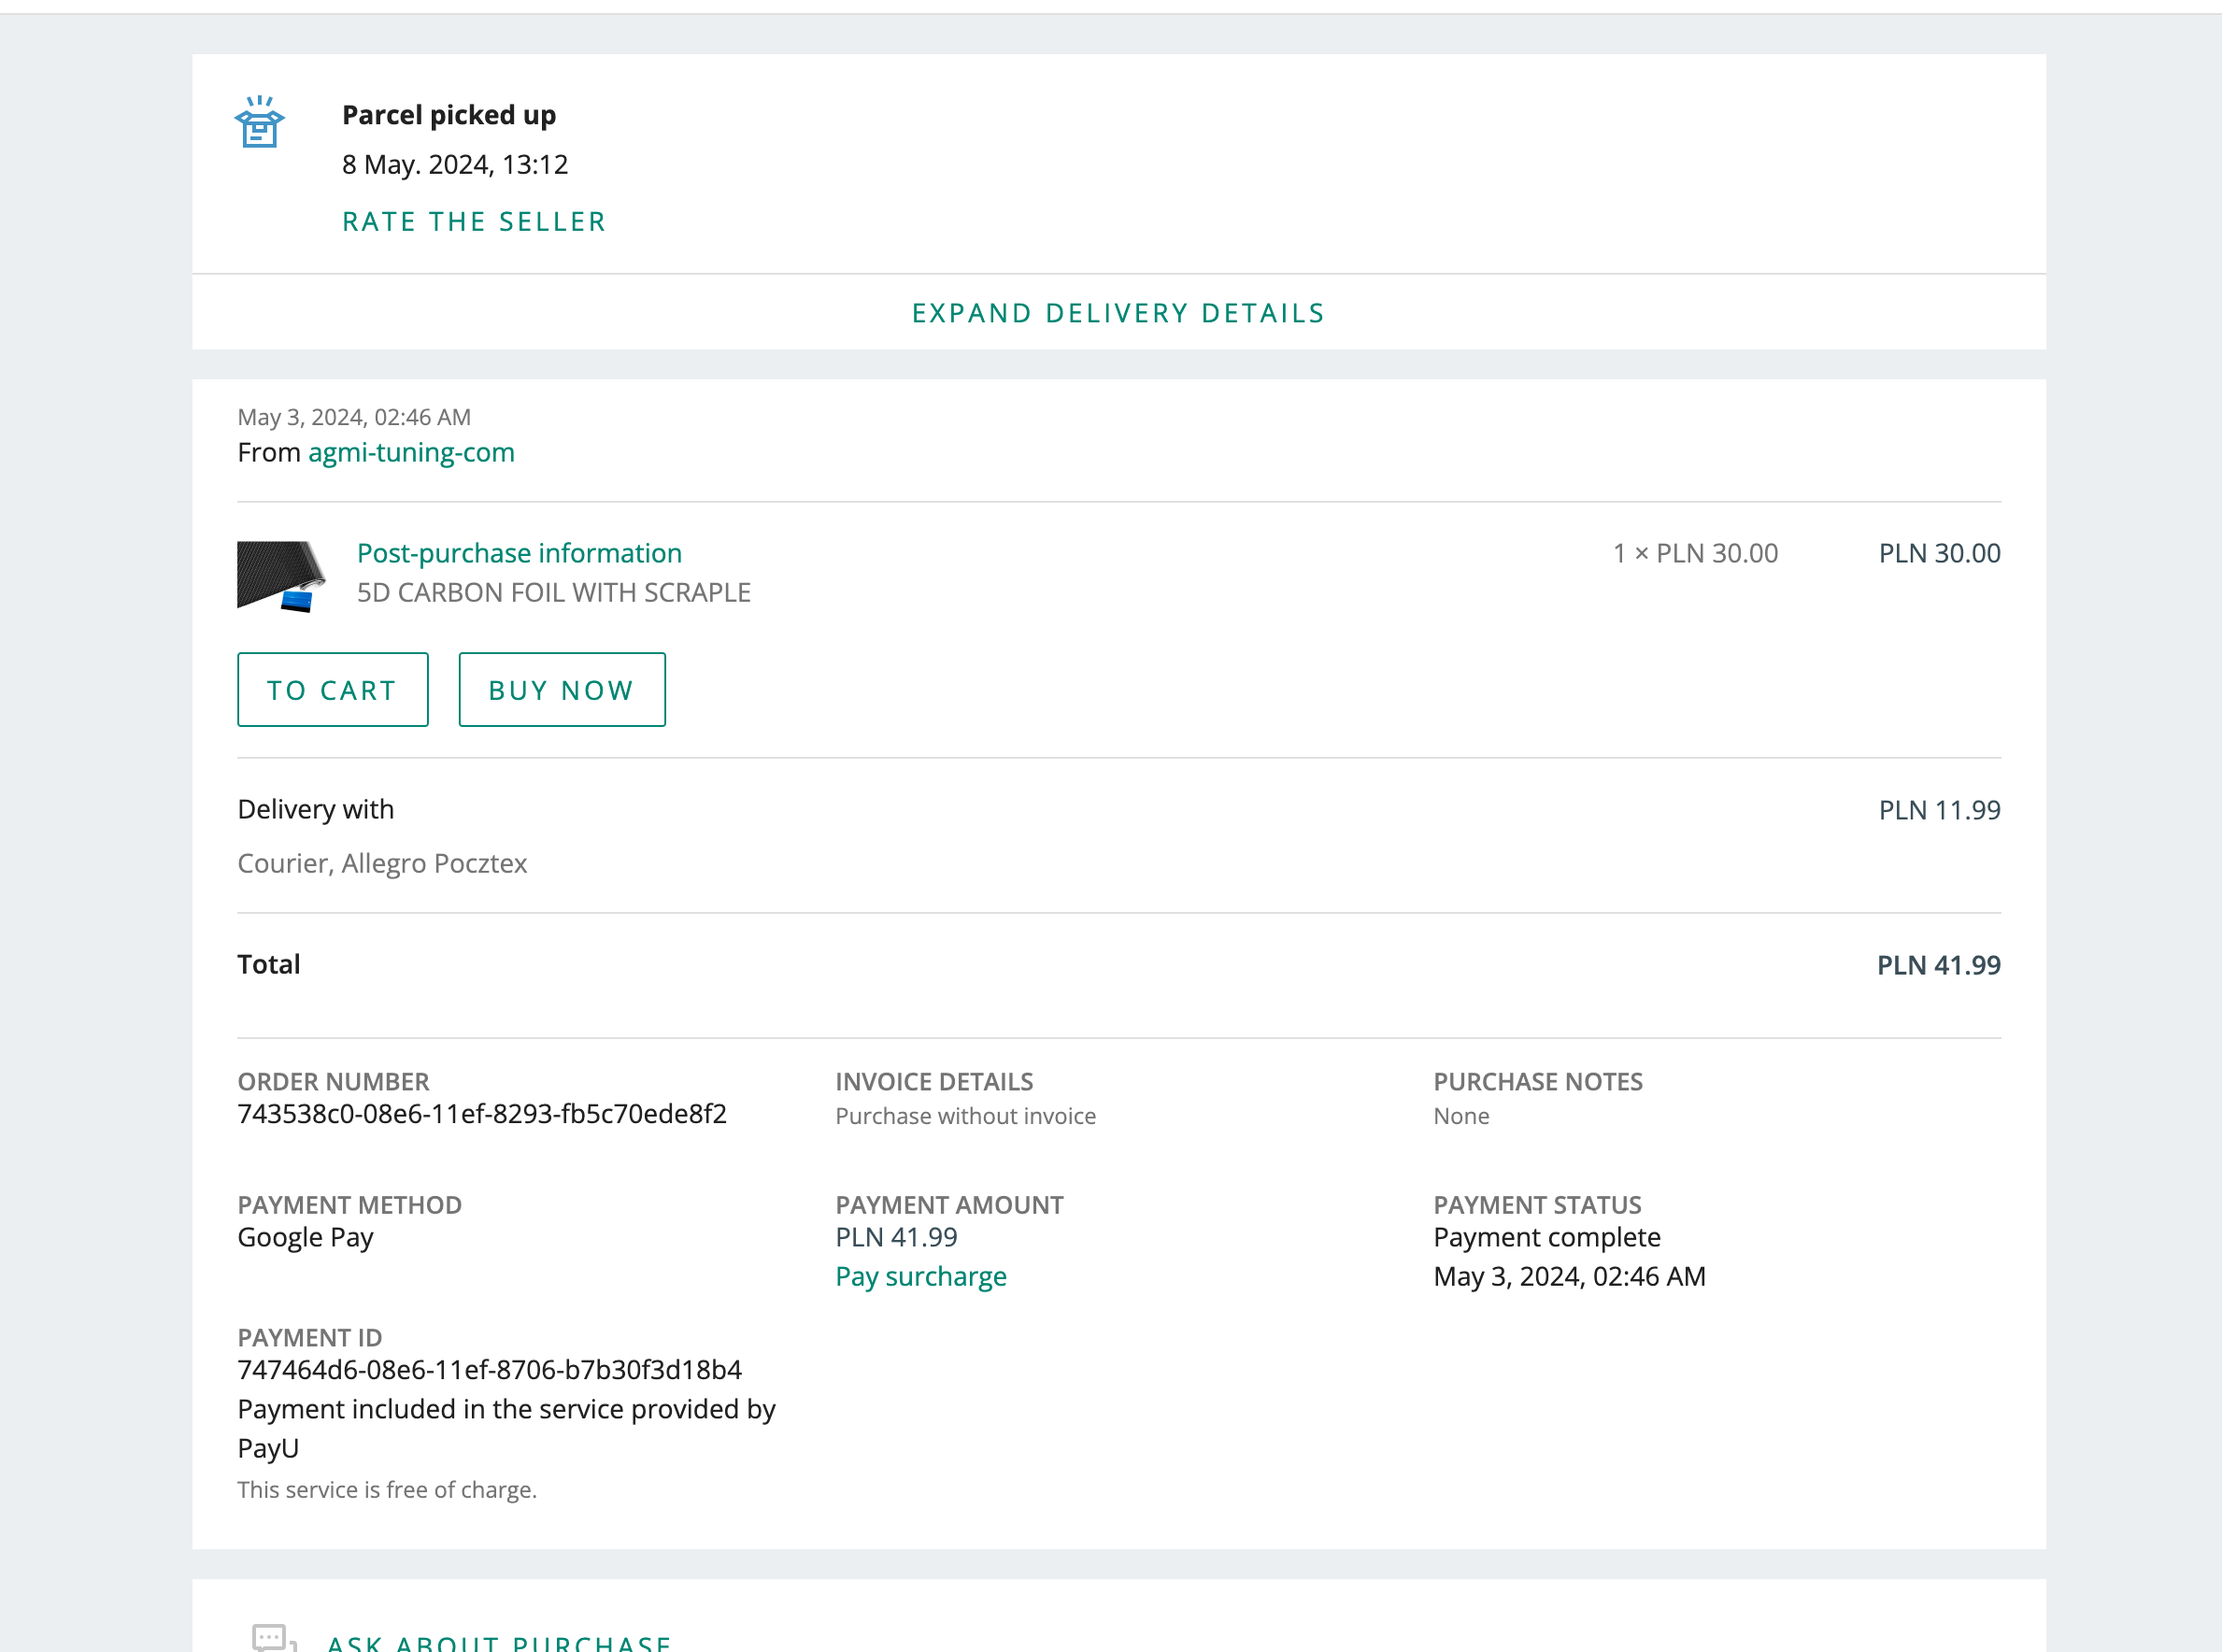 Parcel picked up
8 May. 2024, 13:12
RATE THE SELLER
EXPAND DELIVERY DETAILS
May 3, 2024, 02:46 AM
From agmi-tuning-com
Post-purchase information 1 × PLN 30.00 PLN 30.00
5D CARBON FOIL WITH SCRAPLE
TO CART BUY NOW
Delivery with PLN 11.99
Courier, Allegro Pocztex
Total PLN 41.99
ORDER NUMBER INVOICE DETAILS PURCHASE NOTES
743538c0-08e6-11ef-8293-fb5c70ede8f2 Purchase without invoice None
PAYMENT METHOD PAYMENT AMOUNT PAYMENT STATUS
Google Pay PLN 41.99 Payment complete
Pay surcharge May 3, 2024, 02:46 AM
PAYMENT ID
747464d6-08e6-11ef-8706-b7b30f3d18b4
Payment included in the service provided by
PayU
This service is free of charge.
ASK ABOUT PURCHASE